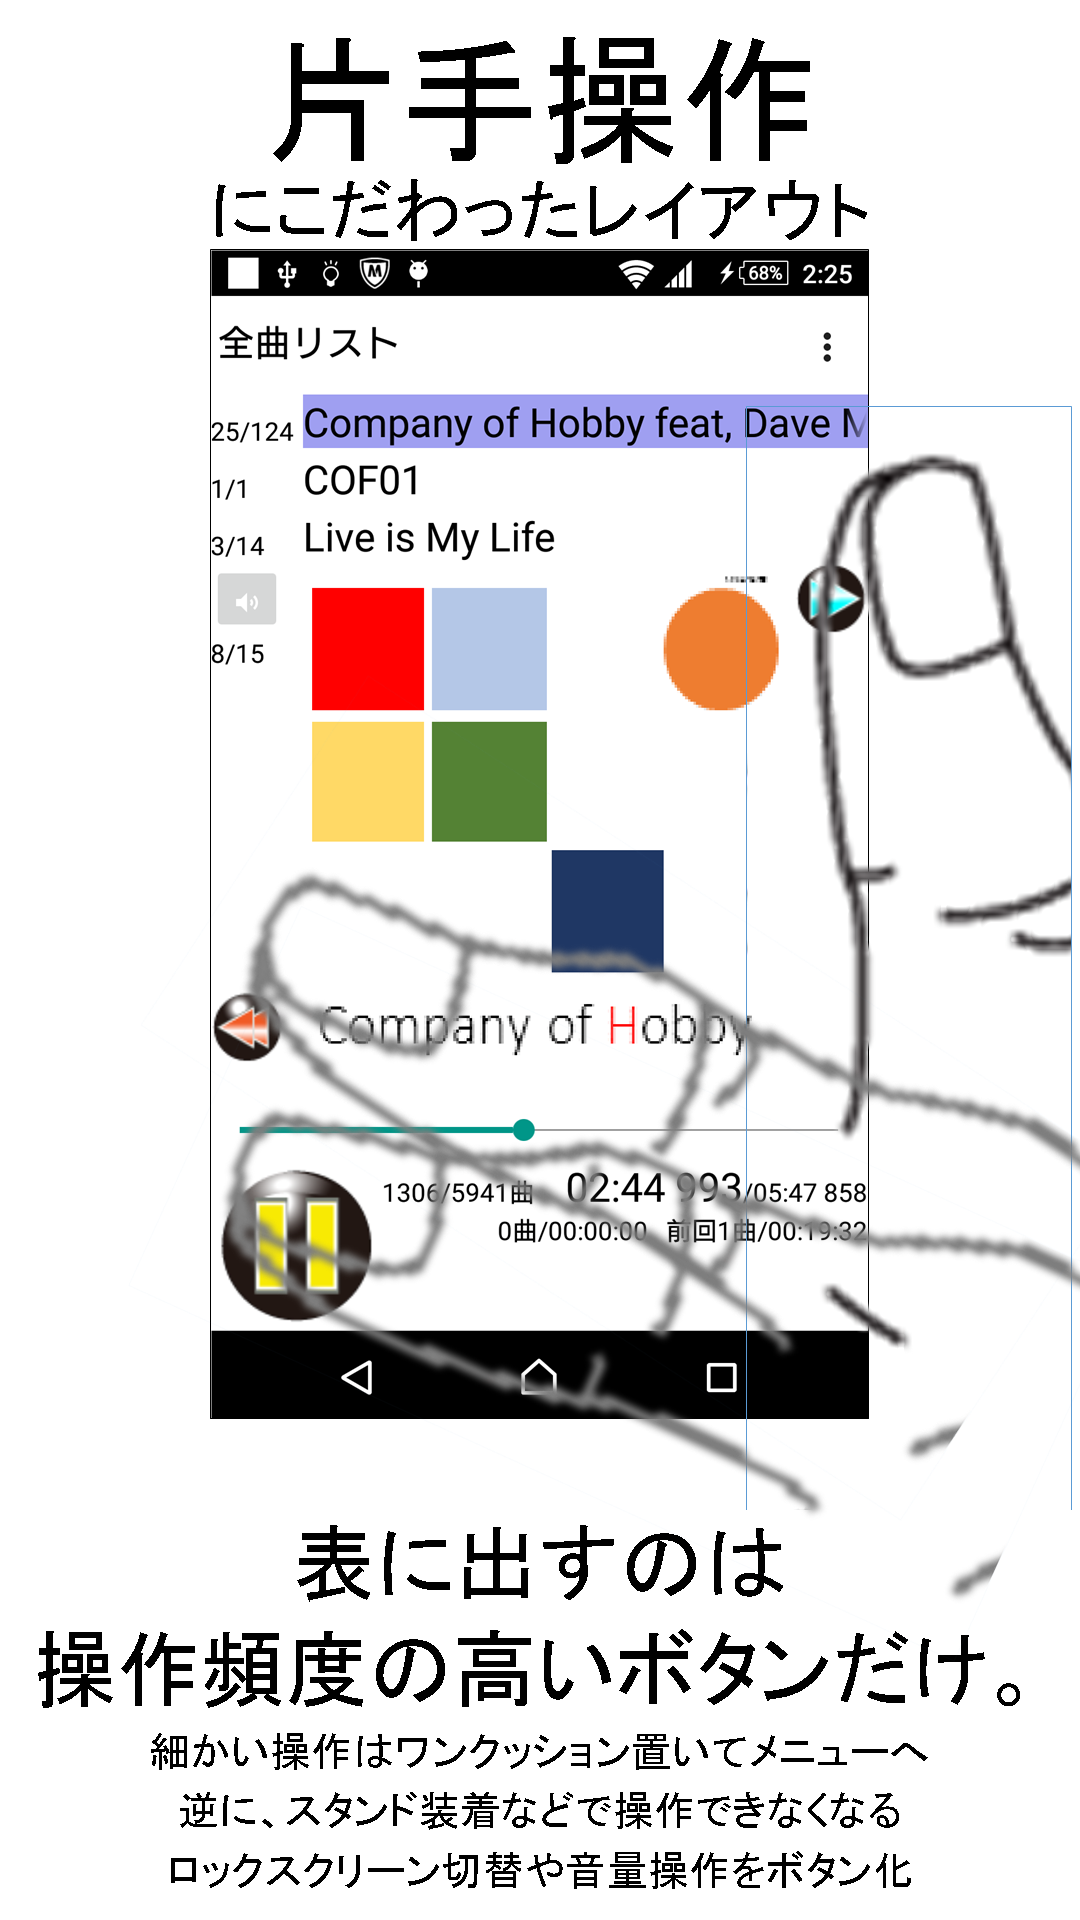 片手操作
にこだわったレイアウト
68% 2:25
全曲リスト
25/124 Company of Hobby feat, Dave M
1/1 COF01
3/14 Live is My Life
8/15
Company of Hobby
1306/5941曲 02:44 993/05:47 858
0曲/00:00:00 前回1曲/00:19:32
表に出すのは
操作頻度の高いボタンだけ。
細かい操作はワンクッション置いてメニューへ
逆に、スタンド装着などで操作できなくなる
ロックスクリーン切替や音量操作をボタン化